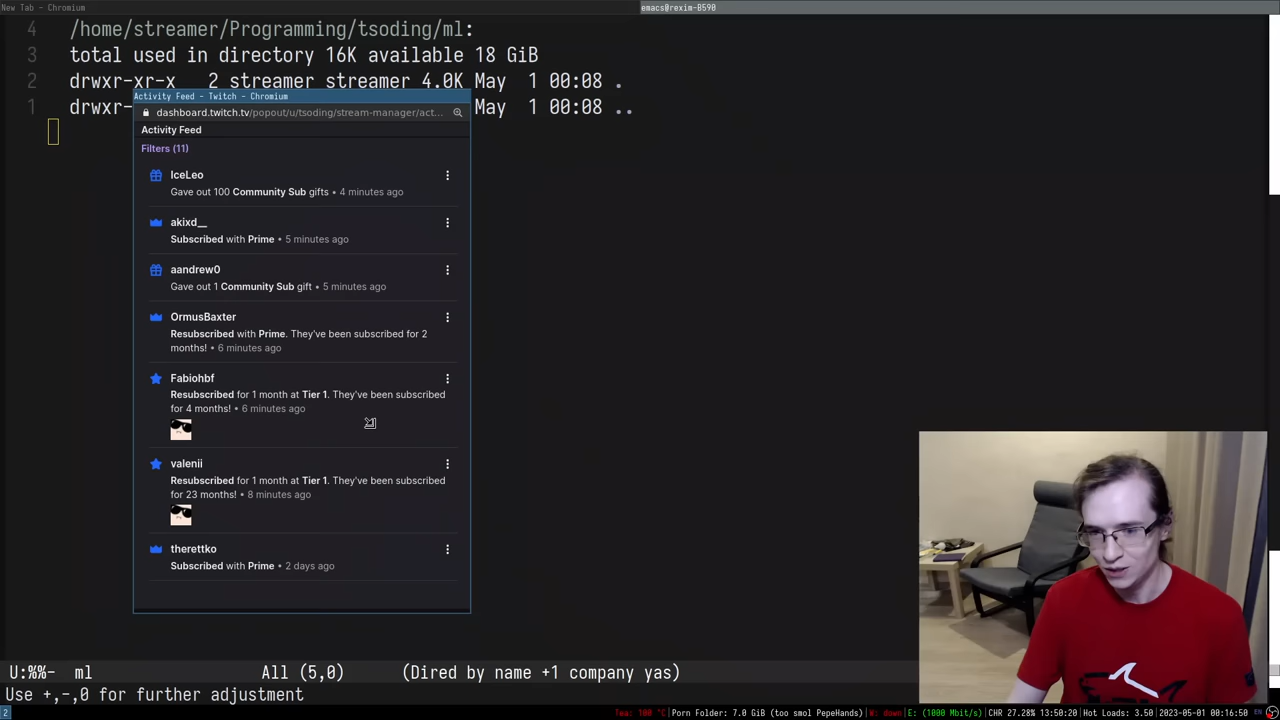 New Tab - Chromium
emacs@rexim-B590
4 /home/streamer/Programming/tsoding/ml:
3 total used in directory 16K available 18 GiB
2 drwxr-xr-x 2 streamer streamer 4.0K May 1 00:08 .
1 drwxr- May 1 00:08 ..
Activity Feed - Twitch - Chromium
dashboard.twitch.tv/popout/u/tsoding/stream-manager/act...
Activity Feed
Filters (11)
IceLeo
Gave out 100 Community Sub gifts • 4 minutes ago
akixd__
Subscribed with Prime • 5 minutes ago
aandrew0
Gave out 1 Community Sub gift • 5 minutes ago
OrmusBaxter
Resubscribed with Prime. They've been subscribed for 2
months! • 6 minutes ago
Fabiohbf
Resubscribed for 1 month at Tier 1. They've been subscribed
for 4 months! • 6 minutes ago
valenii
Resubscribed for 1 month at Tier 1. They've been subscribed
for 23 months! • 8 minutes ago
therettko
Subscribed with Prime • 2 days ago
U:%%- ml All (5,0) (Dired by name +1 company yas)
Use +,-,0 for further adjustment
2 Tea: 100 °C|Porn Folder: 7.0 GiB (too smol PepeHands)|W: down|E: (1000 Mbit/s)|CHR 27.28% 13:50:20|Hot Loads: 3.50|2023-05-01 00:16:50 EN